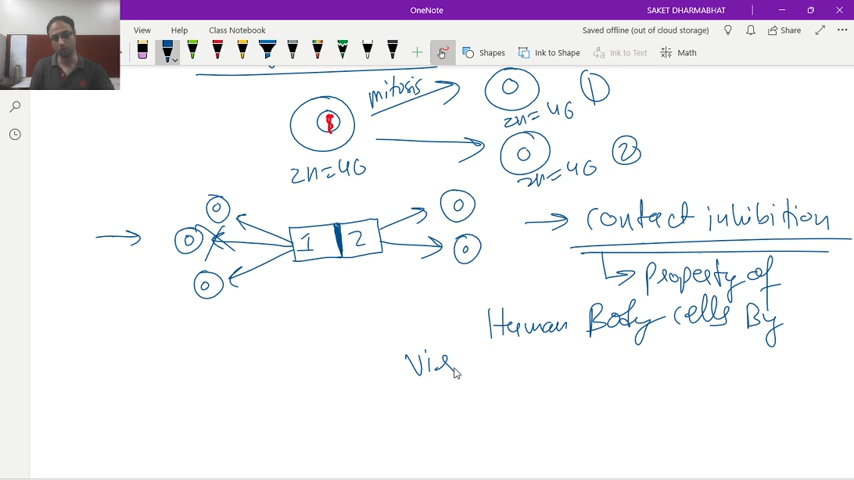 OneNote
SAKET DHARMABHAT
View Help Class Notebook
Saved offline (out of cloud storage)
Share
Shapes Ink to Shape Ink to Text Math
mitosis
1
2n=46
2n=46
2n=46
2
1 2
contact inhibition
Property of
Human Body cells By
Vie